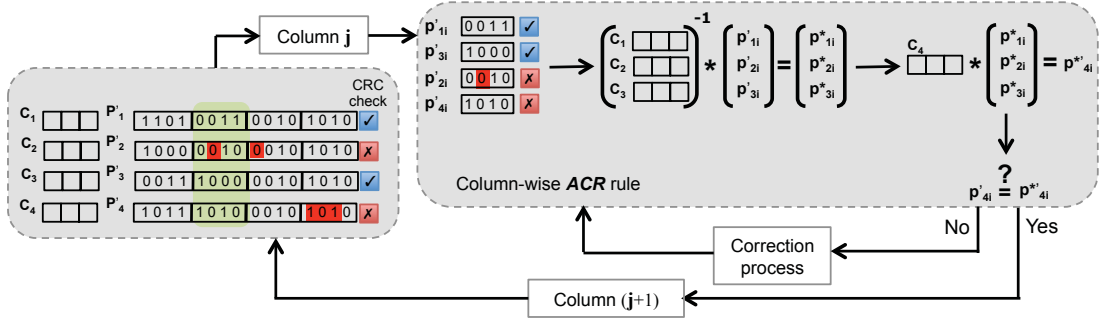 Column j
CRC
check
C1 P'1 1101 0011 0010 1010 ✓
C2 P'2 1000 0010 0010 1010 ✗
C3 P'3 0011 1000 0010 1010 ✓
C4 P'4 1011 1010 0010 1010 ✗
p'1i 0011 ✓
p'3i 1000 ✓
p'2i 0010 ✗
p'4i 1010 ✗
C1
C2
C3
-1
*
p'1i
p'2i
p'3i
=
p*1i
p*2i
p*3i
C4
*
p*1i
p*2i
p*3i
= p*'4i
?
p'4i = p*'4i
Column-wise ACR rule
No
Yes
Correction
process
Column (j+1)